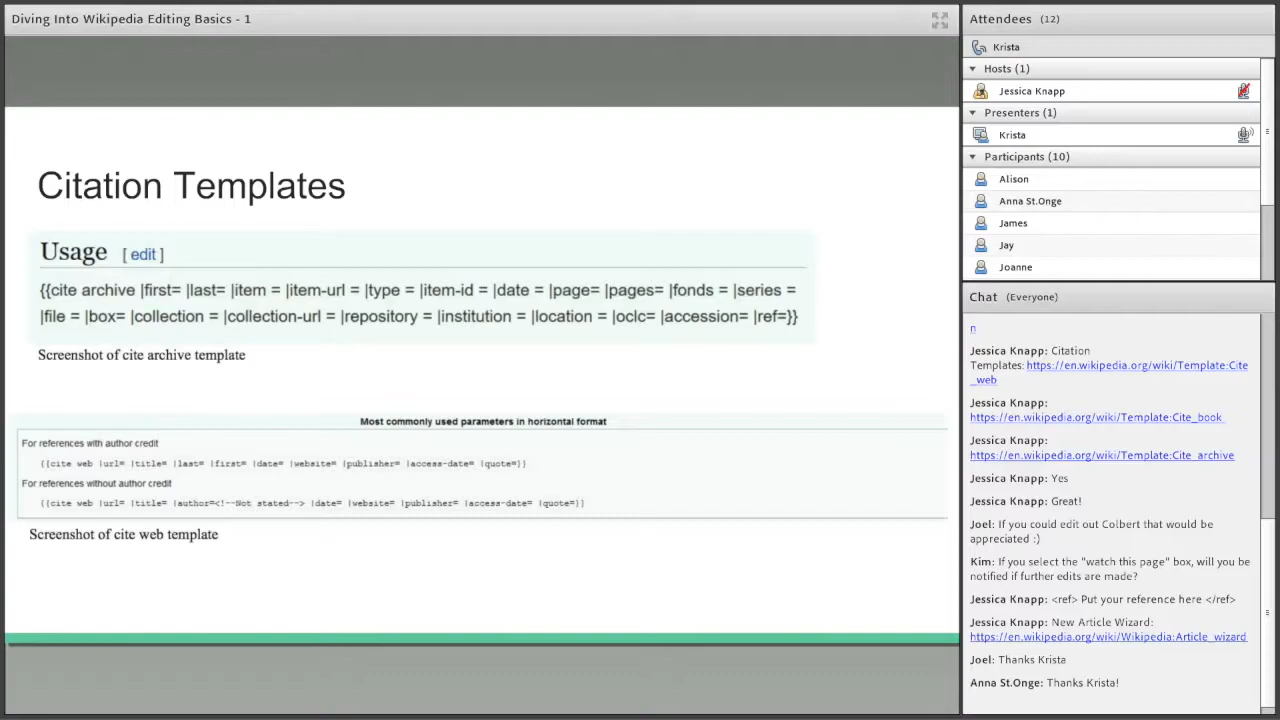 Diving Into Wikipedia Editing Basics - 1
Citation Templates
Usage [ edit ]
{{cite archive |first= |last= |item = |item-url = |type = |item-id = |date = |page= |pages= |fonds = |series =
|file = |box= |collection = |collection-url = |repository = |institution = |location = |oclc= |accession= |ref=}}
Screenshot of cite archive template
Most commonly used parameters in horizontal format
For references with author credit
{{cite web |url= |title= |last= |first= |date= |website= |publisher= |access-date= |quote=}}
For references without author credit
{{cite web |url= |title= |author=<!--Not stated--> |date= |website= |publisher= |access-date= |quote=}}
Screenshot of cite web template
Attendees (12)
Krista
Hosts (1)
Jessica Knapp
Presenters (1)
Krista
Participants (10)
Alison
Anna St.Onge
James
Jay
Joanne
Chat (Everyone)
n
Jessica Knapp: Citation
Templates: https://en.wikipedia.org/wiki/Template:Cite
_web
Jessica Knapp:
https://en.wikipedia.org/wiki/Template:Cite_book
Jessica Knapp:
https://en.wikipedia.org/wiki/Template:Cite_archive
Jessica Knapp: Yes
Jessica Knapp: Great!
Joel: If you could edit out Colbert that would be
appreciated :)
Kim: If you select the "watch this page" box, will you be
notified if further edits are made?
Jessica Knapp: <ref> Put your reference here </ref>
Jessica Knapp: New Article Wizard:
https://en.wikipedia.org/wiki/Wikipedia:Article_wizard
Joel: Thanks Krista
Anna St.Onge: Thanks Krista!